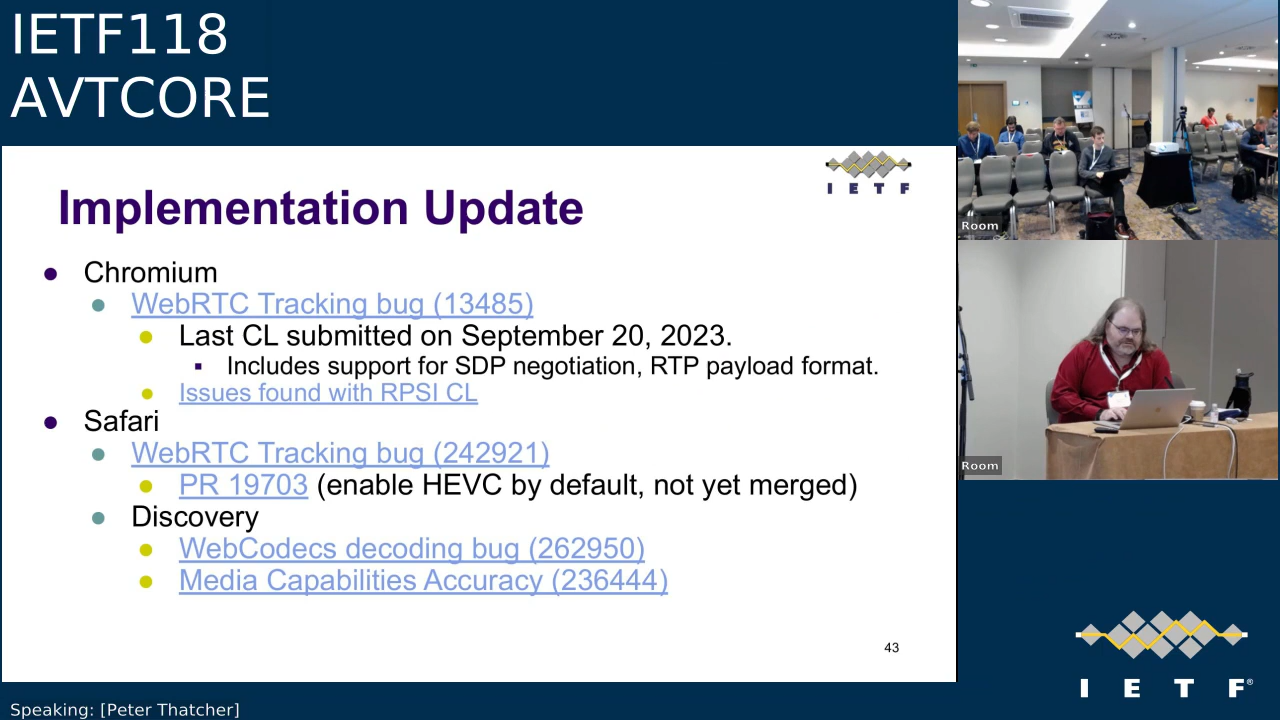 IETF118
AVTCORE
I E T F
Implementation Update
● Chromium
● WebRTC Tracking bug (13485)
● Last CL submitted on September 20, 2023.
▪ Includes support for SDP negotiation, RTP payload format.
● Issues found with RPSI CL
● Safari
● WebRTC Tracking bug (242921)
● PR 19703 (enable HEVC by default, not yet merged)
● Discovery
● WebCodecs decoding bug (262950)
● Media Capabilities Accuracy (236444)
43
Room
Room
I E T F®
Speaking: [Peter Thatcher]